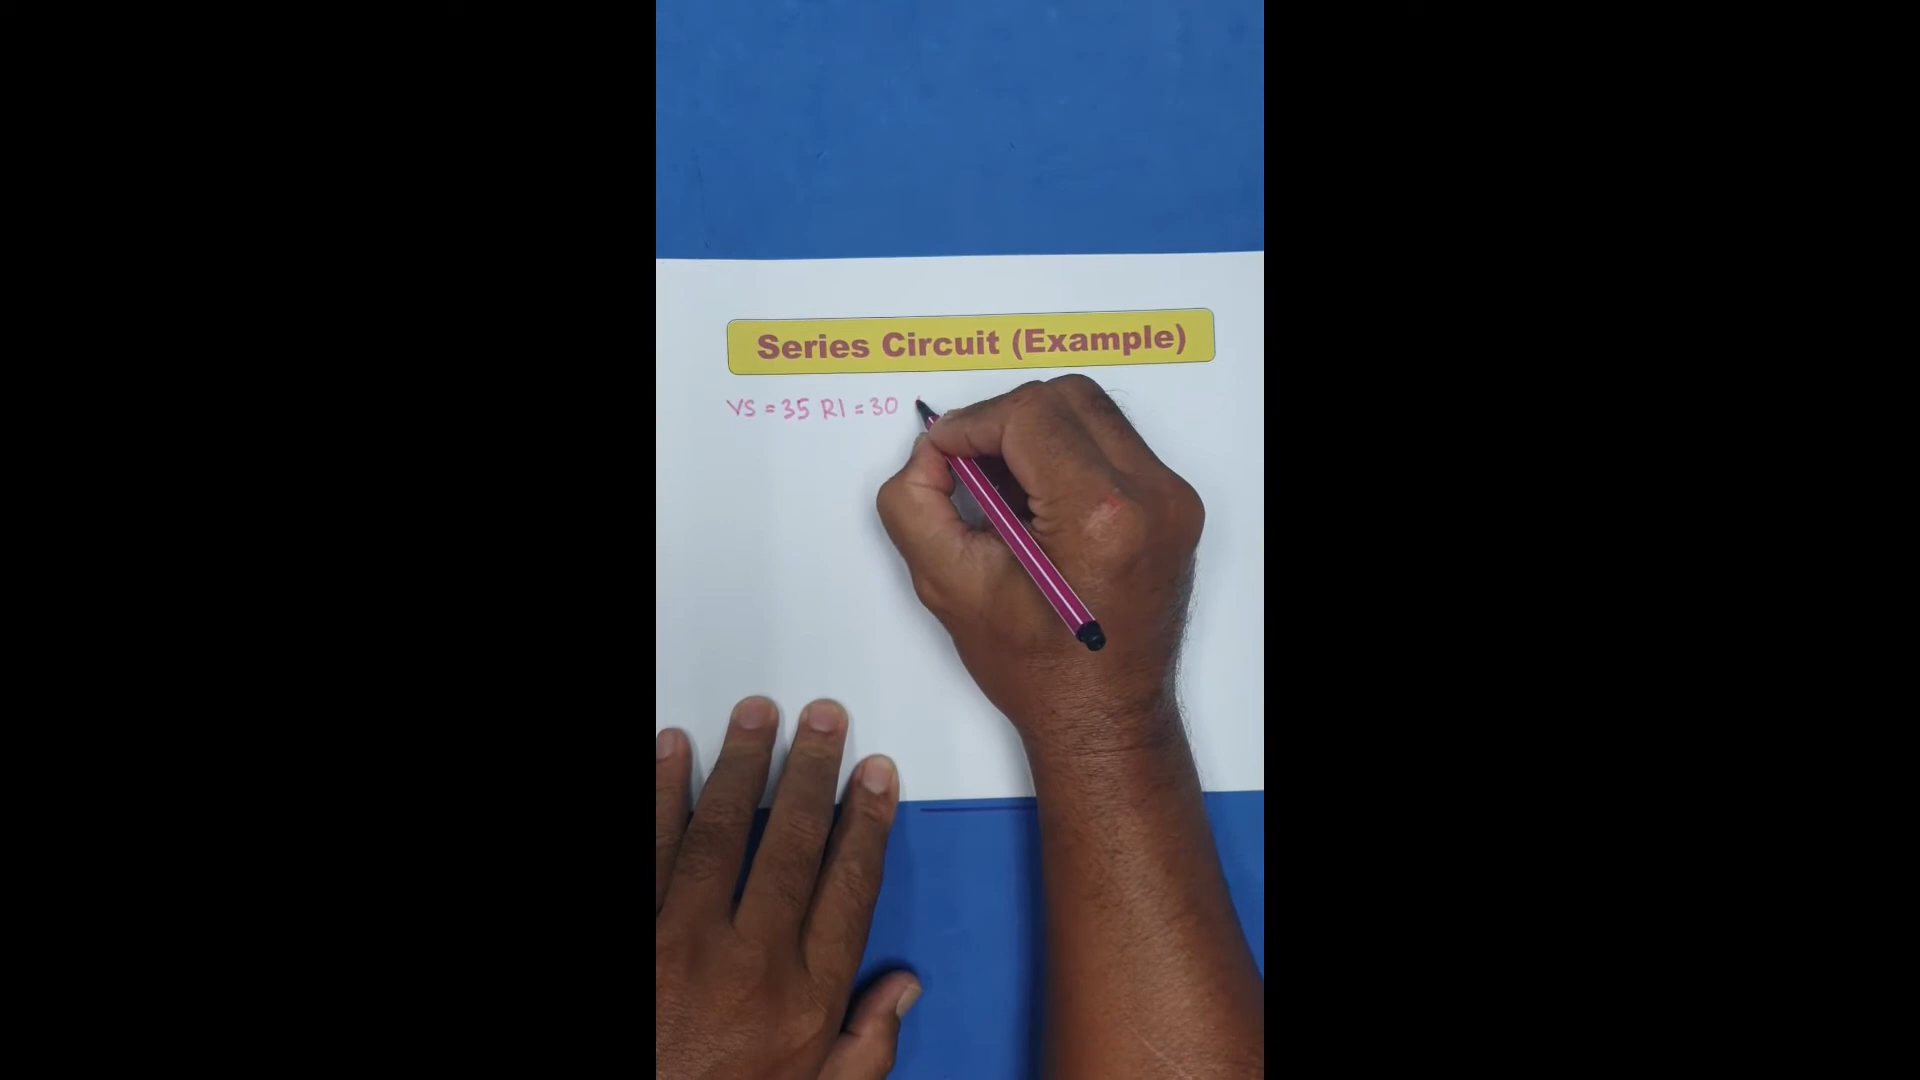 Series Circuit (Example)
VS = 35 R1 = 30